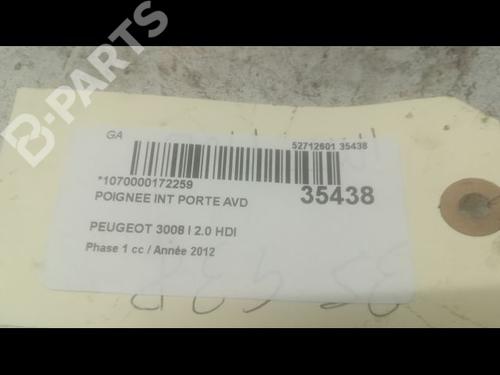 B-PARTS
GA
52712601 35438
*1070000172259
POIGNEE INT PORTE AVD
35438
PEUGEOT 3008 I 2.0 HDI
Phase 1 cc / Année 2012